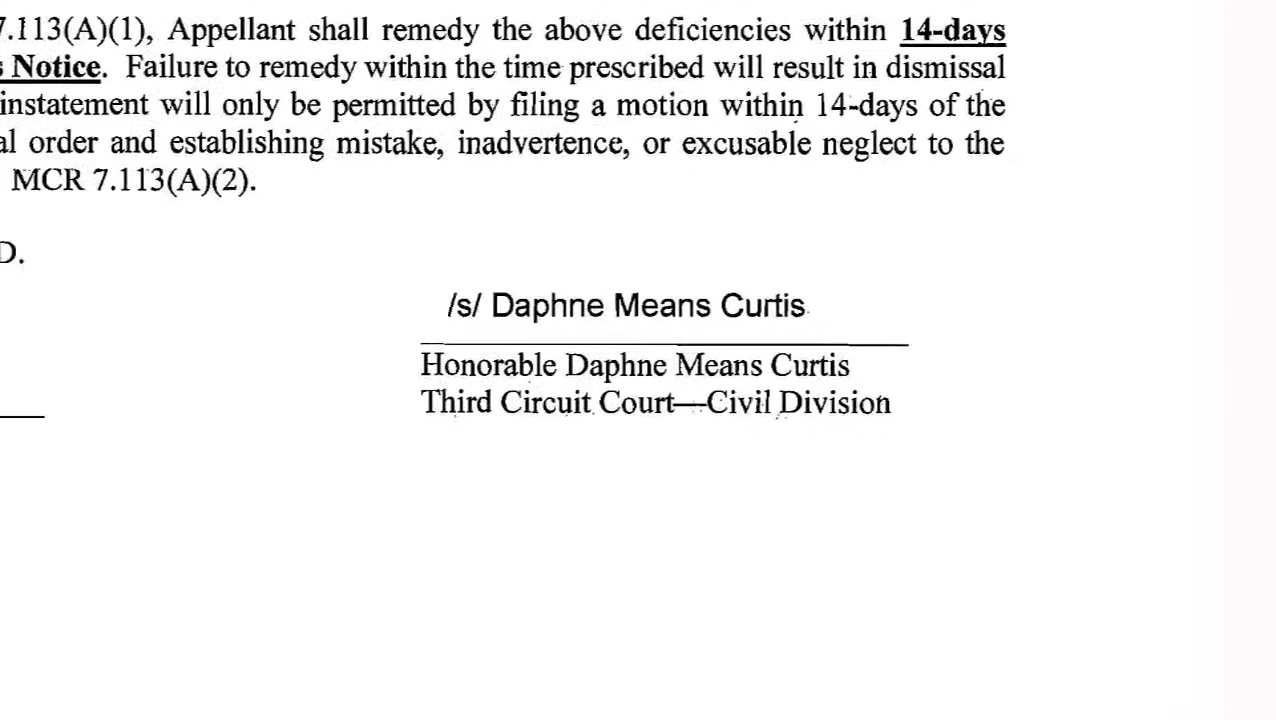 7.113(A)(1), Appellant shall remedy the above deficiencies within 14-days
Notice. Failure to remedy within the time prescribed will result in dismissal
will only be permitted by filing a motion within 14-days of the
order and establishing mistake, inadvertence, or excusable neglect to the
MCR 7.113(A)(2).
D.
/s/ Daphne Means Curtis
Honorable Daphne Means Curtis
Third Circuit Court—Civil Division